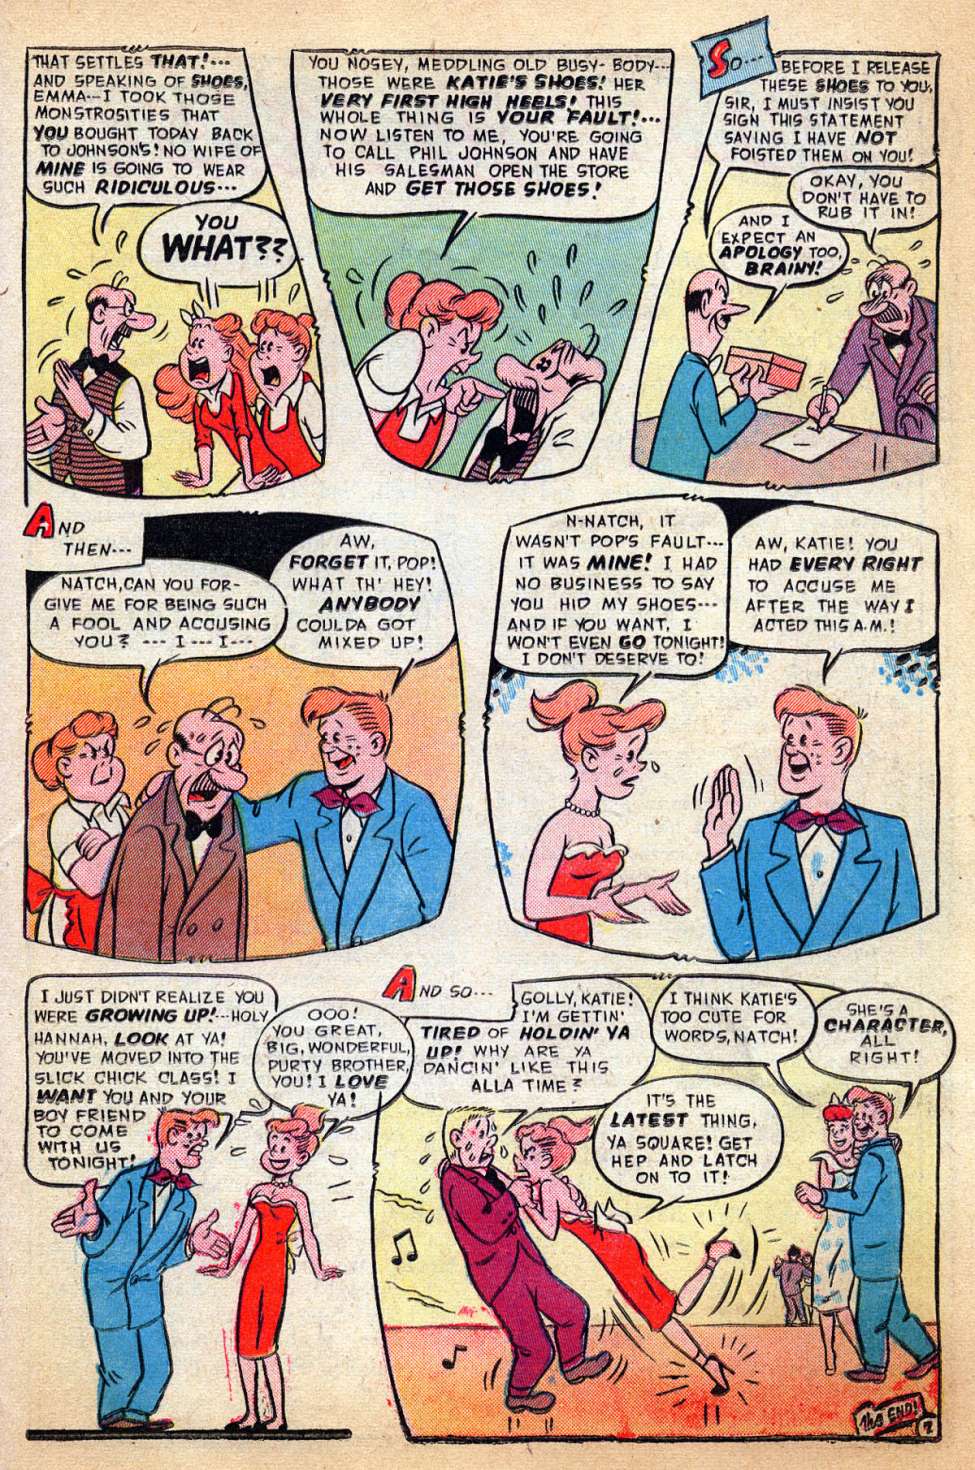 THAT SETTLES THAT!...
AND SPEAKING OF SHOES,
EMMA--I TOOK THOSE
MONSTROSITIES THAT
YOU BOUGHT TODAY BACK
TO JOHNSON'S! NO WIFE OF
MINE IS GOING TO WEAR
SUCH RIDICULOUS...
YOU
WHAT??
YOU NOSEY, MEDDLING OLD BUSY-BODY...
THOSE WERE KATIE'S SHOES! HER
VERY FIRST HIGH HEELS! THIS
WHOLE THING IS YOUR FAULT!...
NOW LISTEN TO ME, YOU'RE GOING
TO CALL PHIL JOHNSON AND HAVE
HIS SALESMAN OPEN THE STORE
AND GET THOSE SHOES!
SO...
BEFORE I RELEASE
THESE SHOES TO YOU,
SIR, I MUST INSIST YOU
SIGN THIS STATEMENT
SAYING I HAVE NOT
FOISTED THEM ON YOU!
OKAY, YOU
DON'T HAVE TO
RUB IT IN!
AND I
EXPECT AN
APOLOGY TOO,
BRAINY!
AND
THEN...
NATCH, CAN YOU FOR-
GIVE ME FOR BEING SUCH
A FOOL AND ACCUSING
YOU? --- I --- I---
AW,
FORGET IT, POP!
WHAT TH' HEY!
ANYBODY
COULDA GOT
MIXED UP!
N-NATCH, IT
WASN'T POP'S FAULT---
IT WAS MINE! I HAD
NO BUSINESS TO SAY
YOU HID MY SHOES---
AND IF YOU WANT, I
WON'T EVEN GO TONIGHT!
I DON'T DESERVE TO!
AW, KATIE! YOU
HAD EVERY RIGHT
TO ACCUSE ME
AFTER THE WAY I
ACTED THIS A.M.!
I JUST DIDN'T REALIZE YOU
WERE GROWING UP!---HOLY
HANNAH, LOOK AT YA!
YOU'VE MOVED INTO THE
SLICK CHICK CLASS! I
WANT YOU AND YOUR
BOY FRIEND
TO COME
WITH US
TONIGHT!
OOO!
YOU GREAT,
BIG, WONDERFUL,
PURTY BROTHER,
YOU! I LOVE
YA!
AND SO...
GOLLY, KATIE!
I'M GETTIN'
TIRED OF HOLDIN' YA
UP! WHY ARE YA
DANCIN' LIKE THIS
ALLA TIME?
IT'S THE
LATEST THING,
YA SQUARE! GET
HEP AND LATCH
ON TO IT!
I THINK KATIE'S
TOO CUTE FOR
WORDS, NATCH!
SHE'S A
CHARACTER,
ALL
RIGHT!
THE END!
7